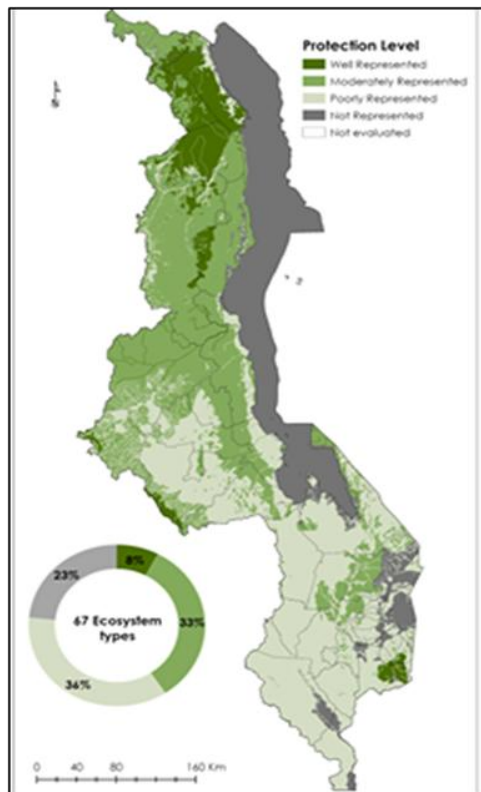 Protection Level
Well Represented
Moderately Represented
Poorly Represented
Not Represented
Not evaluated
8%
23%
67 Ecosystem
types
33%
36%
0 40 80 160 Km